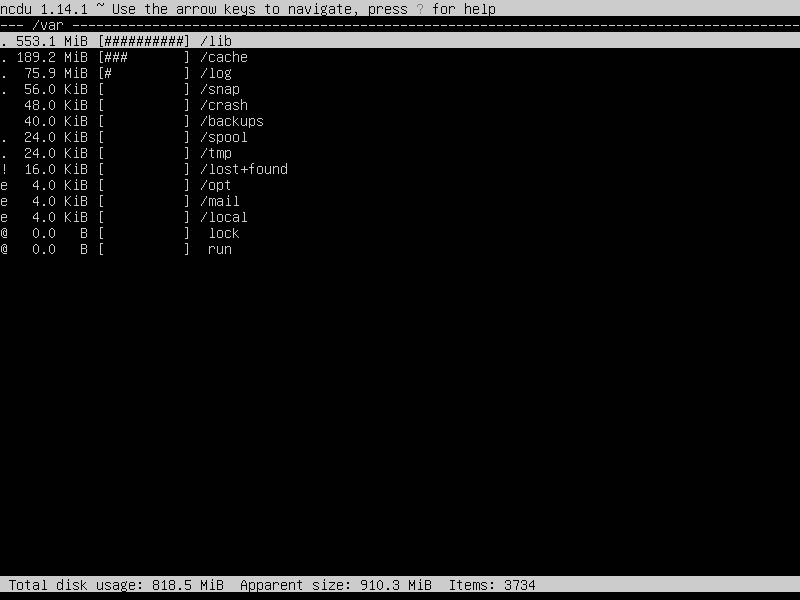 ncdu 1.14.1 ~ Use the arrow keys to navigate, press ? for help
--- /var ----------------------------------------------------------------------------------------------
. 553.1 MiB [##########] /lib
. 189.2 MiB [###       ] /cache
.  75.9 MiB [#         ] /log
.  56.0 KiB [          ] /snap
   48.0 KiB [          ] /crash
   40.0 KiB [          ] /backups
.  24.0 KiB [          ] /spool
.  24.0 KiB [          ] /tmp
!  16.0 KiB [          ] /lost+found
e   4.0 KiB [          ] /opt
e   4.0 KiB [          ] /mail
e   4.0 KiB [          ] /local
@   0.0   B [          ]  lock
@   0.0   B [          ]  run
Total disk usage: 818.5 MiB  Apparent size: 910.3 MiB  Items: 3734